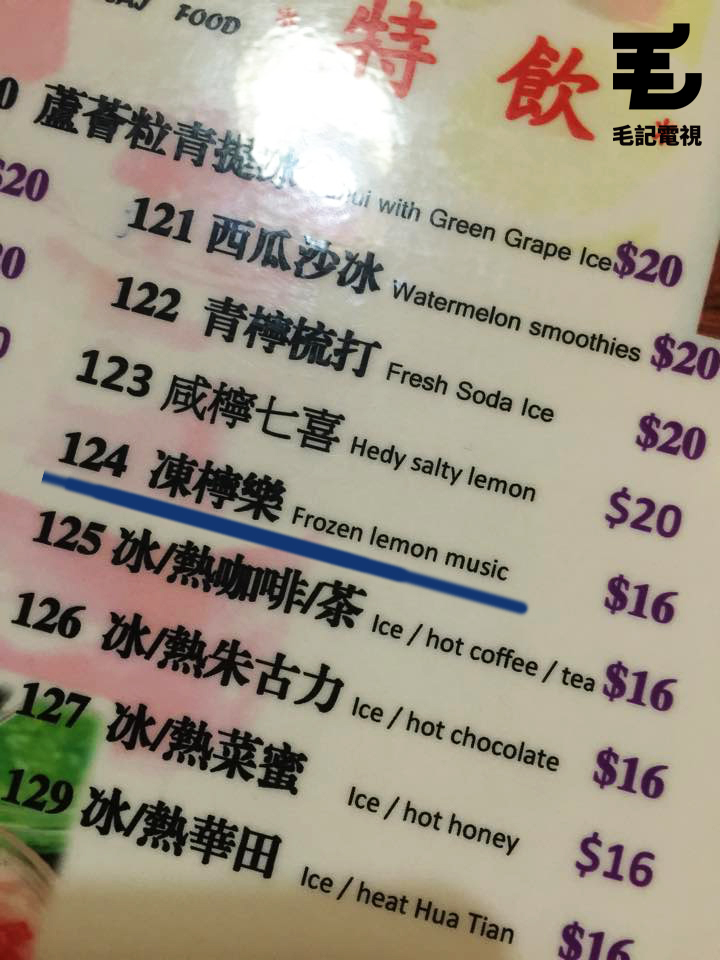 FOOD
* 特 飲 *
毛記電視
0 蘆薈粒青提冰 with Green Grape Ice $20
$20 121 西瓜沙冰 Watermelon smoothies $20
20 122 青檸梳打 Fresh Soda Ice $20
0 123 咸檸七喜 Hedy salty lemon $20
124 凍檸樂 Frozen lemon music $16
125 冰/熱咖啡/茶 Ice / hot coffee / tea $16
126 冰/熱朱古力 Ice / hot chocolate $16
127 冰/熱菜蜜 Ice / hot honey $16
129 冰/熱華田 Ice / heat Hua Tian $16